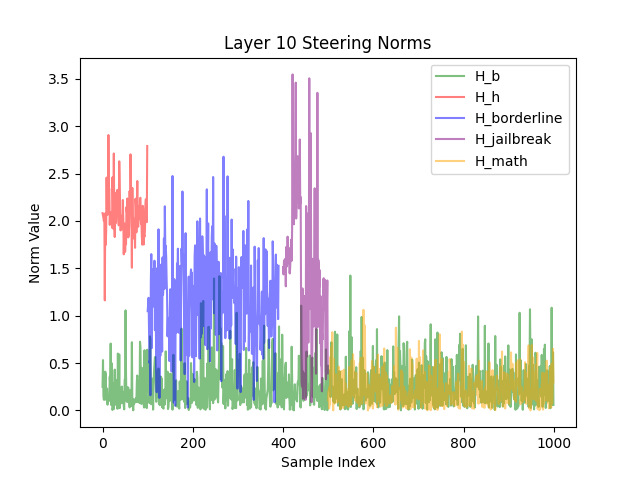 Layer 10 Steering Norms
Norm Value
3.5
3.0
2.5
2.0
1.5
1.0
0.5
0.0
H_b
H_h
H_borderline
H_jailbreak
H_math
0 200 400 600 800 1000
Sample Index